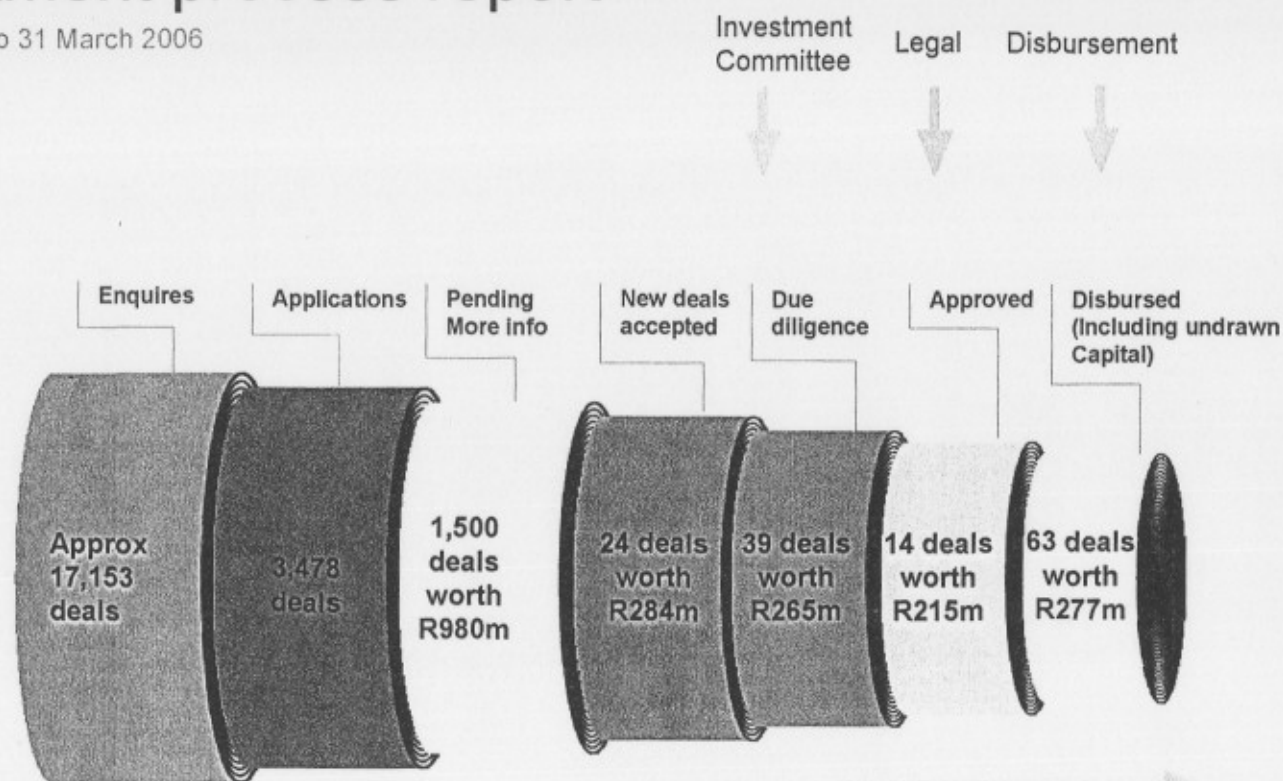 process report
31 March 2006
Investment
Committee
Legal
Disbursement
Enquires
Applications
Pending
More info
New deals
accepted
Due
diligence
Approved
Disbursed
(Including undrawn
Capital)
Approx
17,153
deals
3,478
deals
1,500
deals
worth
R980m
24 deals
worth
R284m
39 deals
worth
R265m
14 deals
worth
R215m
63 deals
worth
R277m